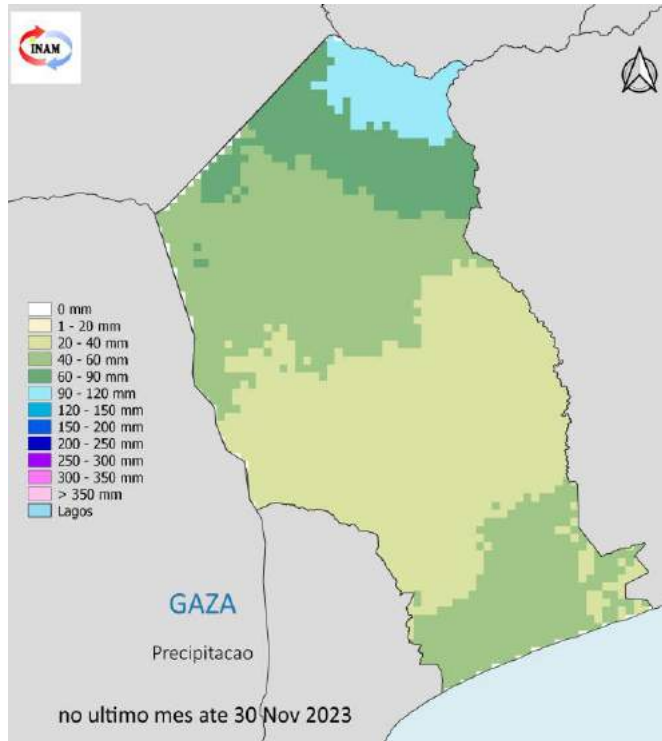 INAM
0 mm
1 - 20 mm
20 - 40 mm
40 - 60 mm
60 - 90 mm
90 - 120 mm
120 - 150 mm
150 - 200 mm
200 - 250 mm
250 - 300 mm
300 - 350 mm
> 350 mm
Lagos
GAZA
Precipitacao
no ultimo mes ate 30 Nov 2023